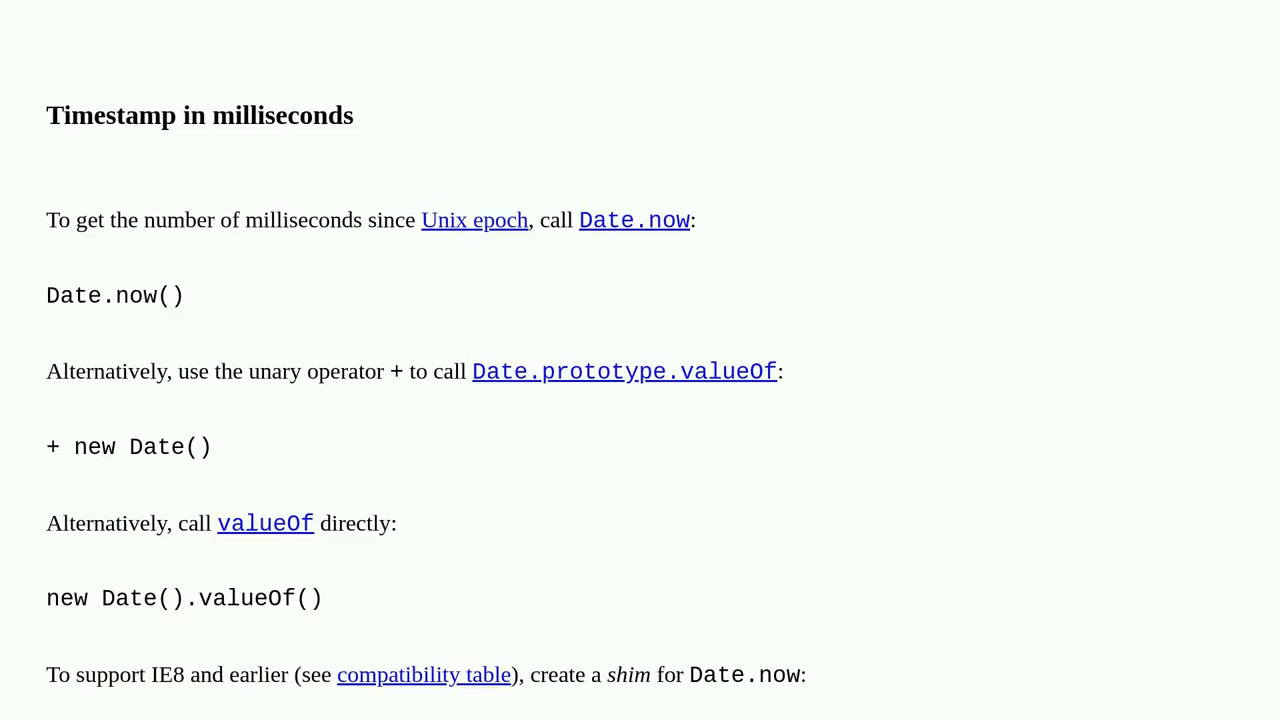 Timestamp in milliseconds
To get the number of milliseconds since Unix epoch, call Date.now:
Date.now()
Alternatively, use the unary operator + to call Date.prototype.valueOf:
+ new Date()
Alternatively, call valueOf directly:
new Date().valueOf()
To support IE8 and earlier (see compatibility table), create a shim for Date.now: